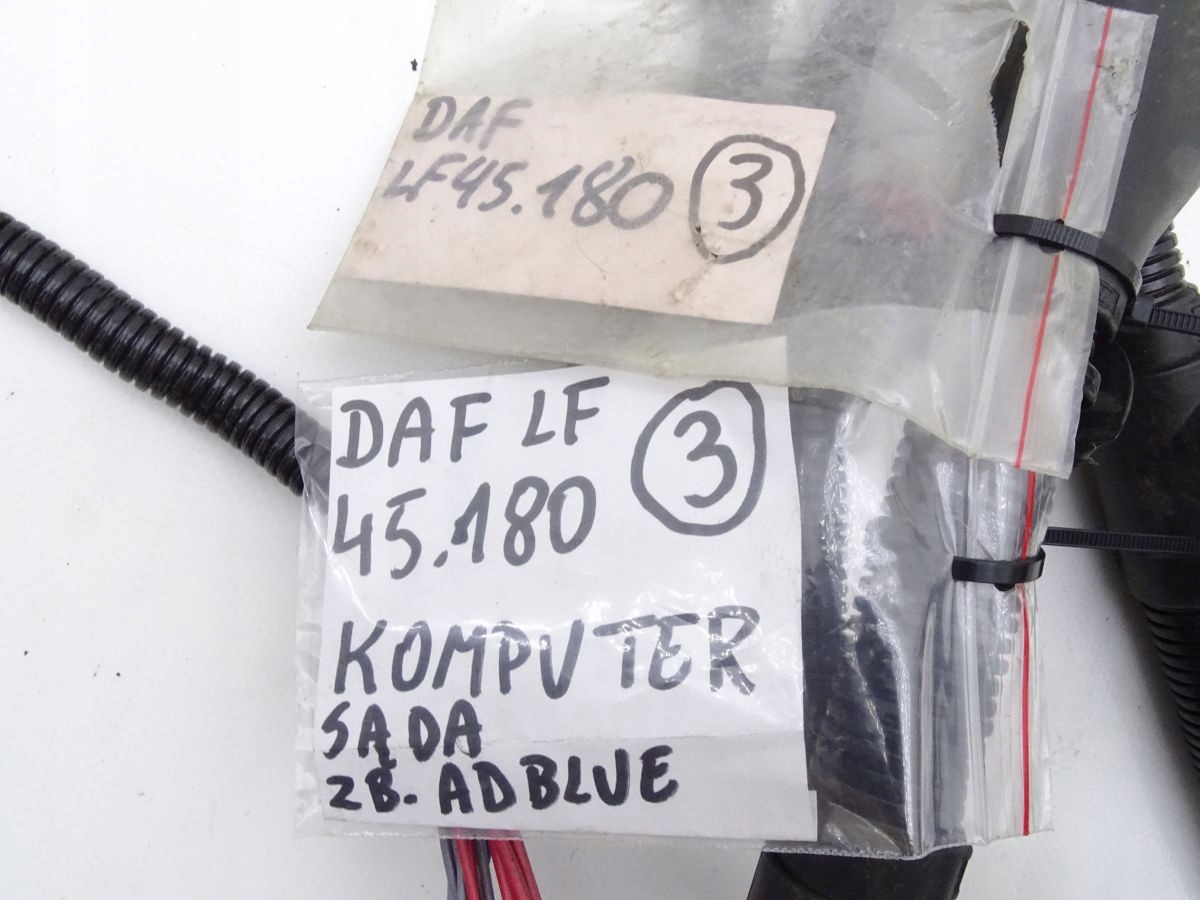 DAF
LF45.180 3
DAF LF 3
45.180
KOMPUTER
SĄDA
ZB. ADBLUE